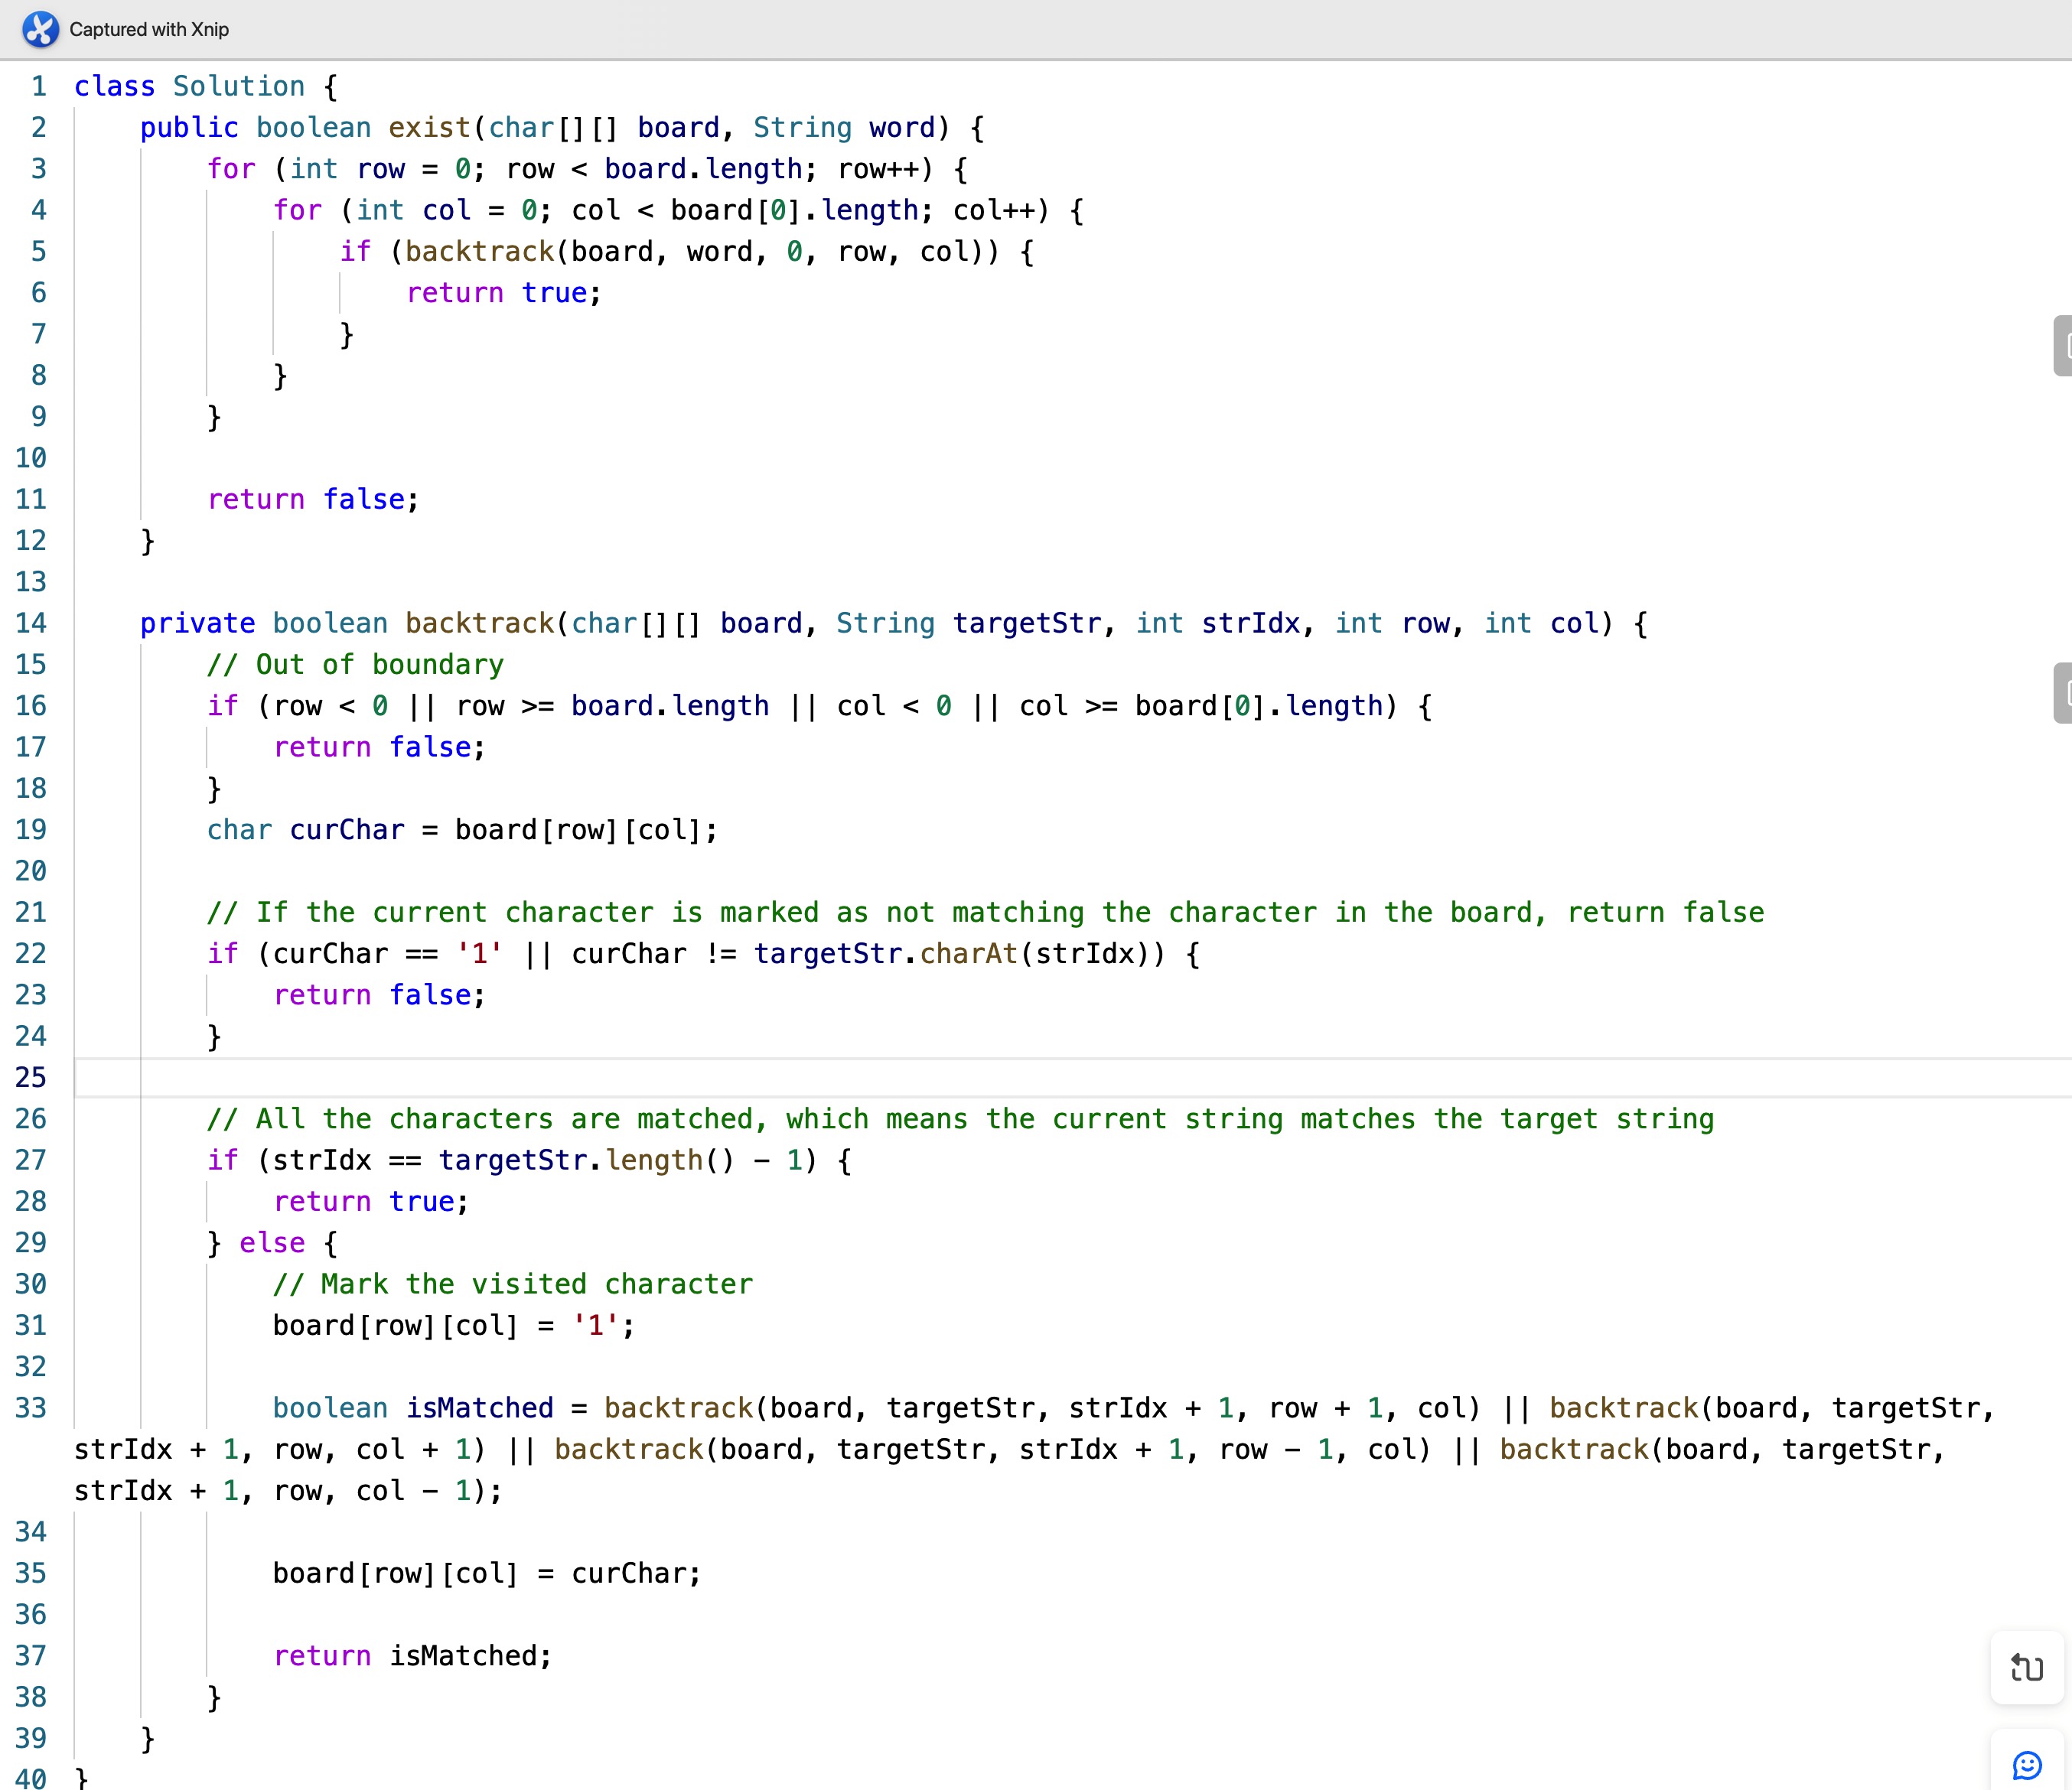 Captured with Xnip
1 class Solution {
2 public boolean exist(char[][] board, String word) {
3 for (int row = 0; row < board.length; row++) {
4 for (int col = 0; col < board[0].length; col++) {
5 if (backtrack(board, word, 0, row, col)) {
6 return true;
7 }
8 }
9 }
10
11 return false;
12 }
13
14 private boolean backtrack(char[][] board, String targetStr, int strIdx, int row, int col) {
15 // Out of boundary
16 if (row < 0 || row >= board.length || col < 0 || col >= board[0].length) {
17 return false;
18 }
19 char curChar = board[row][col];
20
21 // If the current character is marked as not matching the character in the board, return false
22 if (curChar == '1' || curChar != targetStr.charAt(strIdx)) {
23 return false;
24 }
25
26 // All the characters are matched, which means the current string matches the target string
27 if (strIdx == targetStr.length() - 1) {
28 return true;
29 } else {
30 // Mark the visited character
31 board[row][col] = '1';
32
33 boolean isMatched = backtrack(board, targetStr, strIdx + 1, row + 1, col) || backtrack(board, targetStr,
strIdx + 1, row, col + 1) || backtrack(board, targetStr, strIdx + 1, row - 1, col) || backtrack(board, targetStr,
strIdx + 1, row, col - 1);
34
35 board[row][col] = curChar;
36
37 return isMatched;
38 }
39 }
40 }